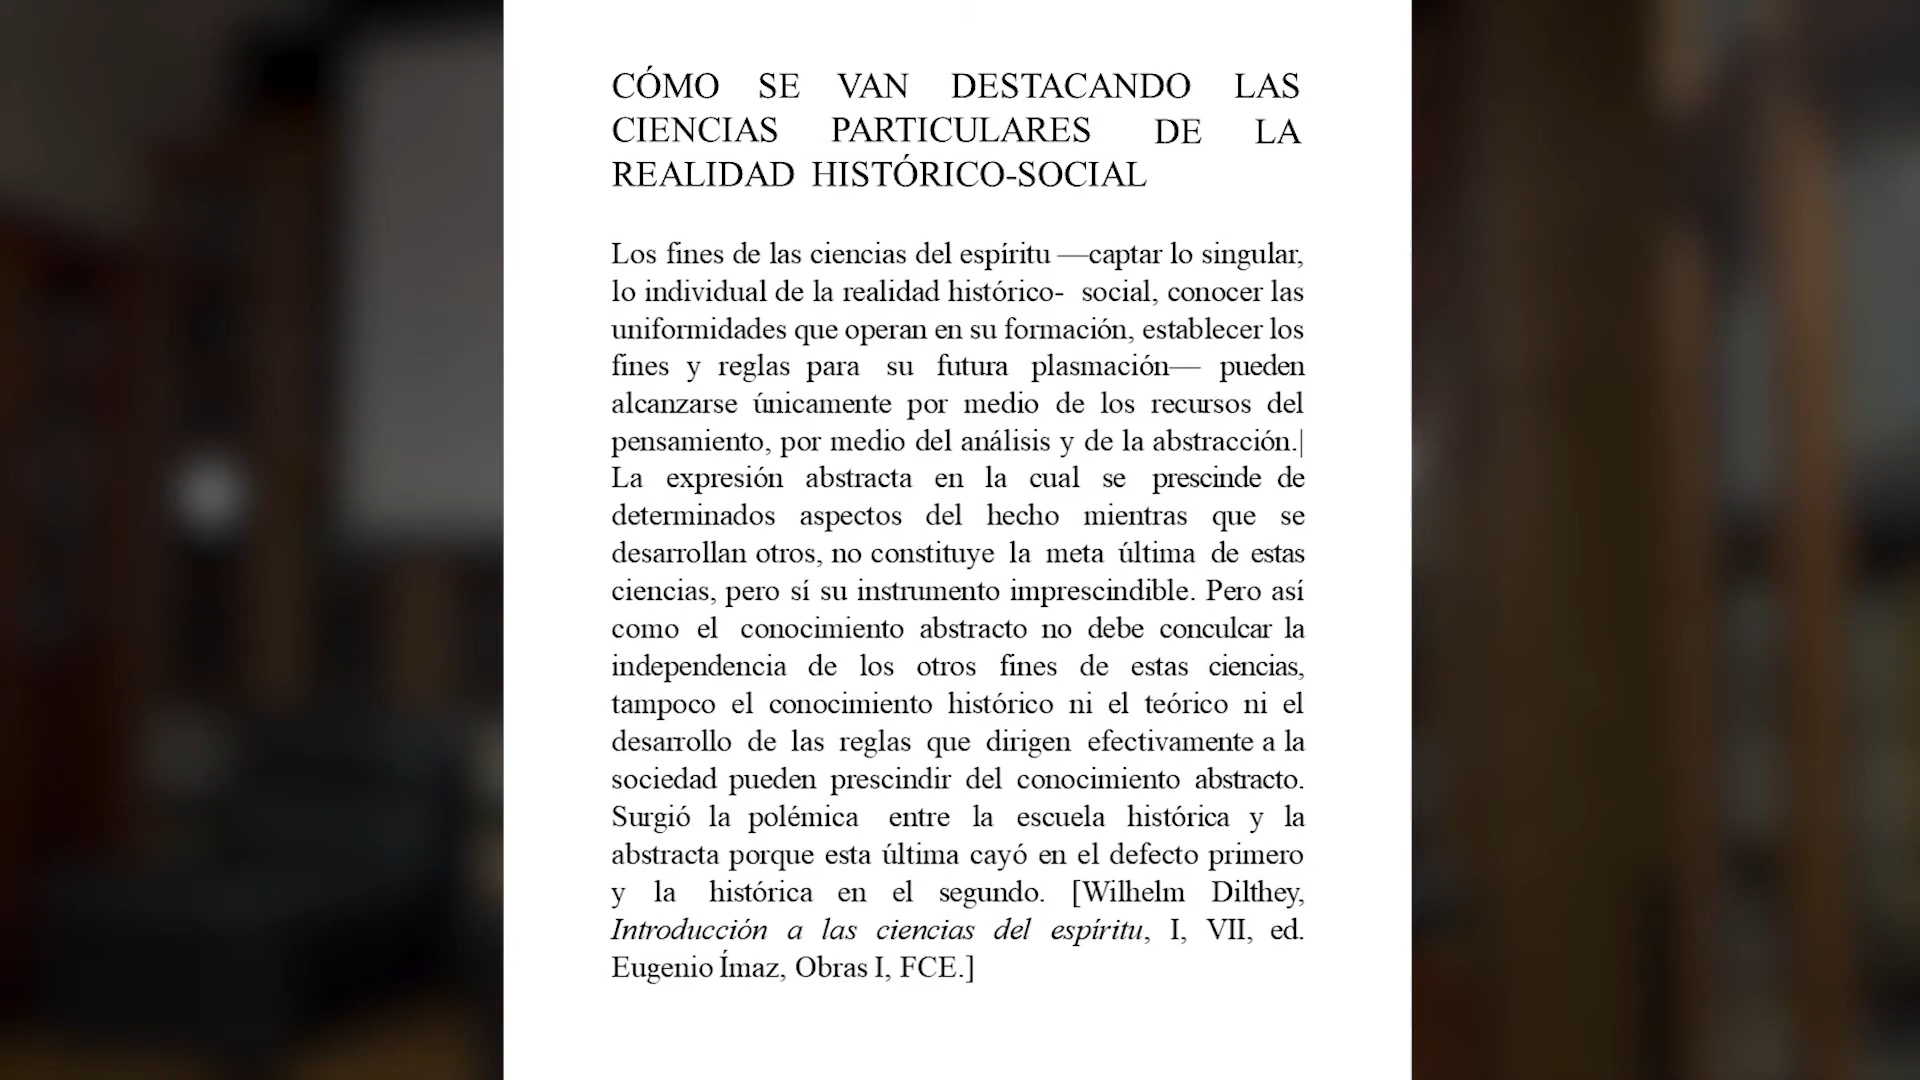 CÓMO SE VAN DESTACANDO LAS
CIENCIAS PARTICULARES DE LA
REALIDAD HISTÓRICO-SOCIAL
Los fines de las ciencias del espíritu —captar lo singular,
lo individual de la realidad histórico- social, conocer las
uniformidades que operan en su formación, establecer los
fines y reglas para su futura plasmación— pueden
alcanzarse únicamente por medio de los recursos del
pensamiento, por medio del análisis y de la abstracción.|
La expresión abstracta en la cual se prescinde de
determinados aspectos del hecho mientras que se
desarrollan otros, no constituye la meta última de estas
ciencias, pero sí su instrumento imprescindible. Pero así
como el conocimiento abstracto no debe conculcar la
independencia de los otros fines de estas ciencias,
tampoco el conocimiento histórico ni el teórico ni el
desarrollo de las reglas que dirigen efectivamente a la
sociedad pueden prescindir del conocimiento abstracto.
Surgió la polémica entre la escuela histórica y la
abstracta porque esta última cayó en el defecto primero
y la histórica en el segundo. [Wilhelm Dilthey,
Introducción a las ciencias del espíritu, I, VII, ed.
Eugenio Ímaz, Obras I, FCE.]